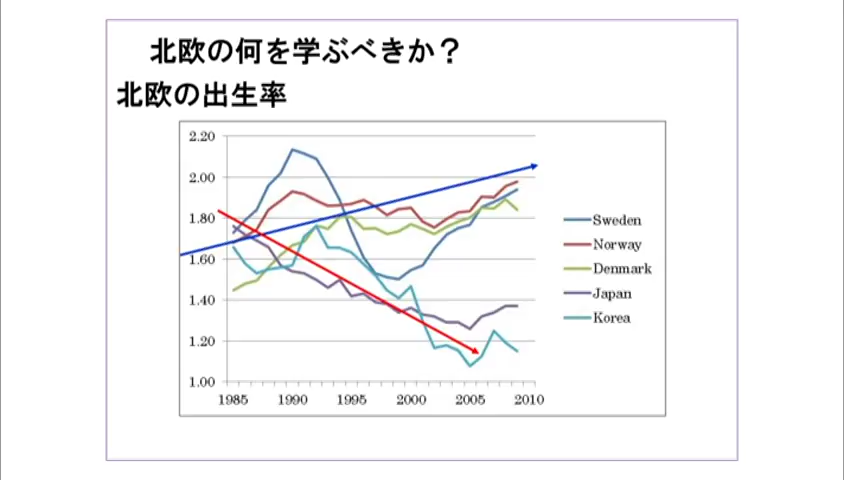 北欧の何を学ぶべきか？
北欧の出生率
2.20
2.00
1.80
1.60
1.40
1.20
1.00
1985 1990 1995 2000 2005 2010
Sweden
Norway
Denmark
Japan
Korea